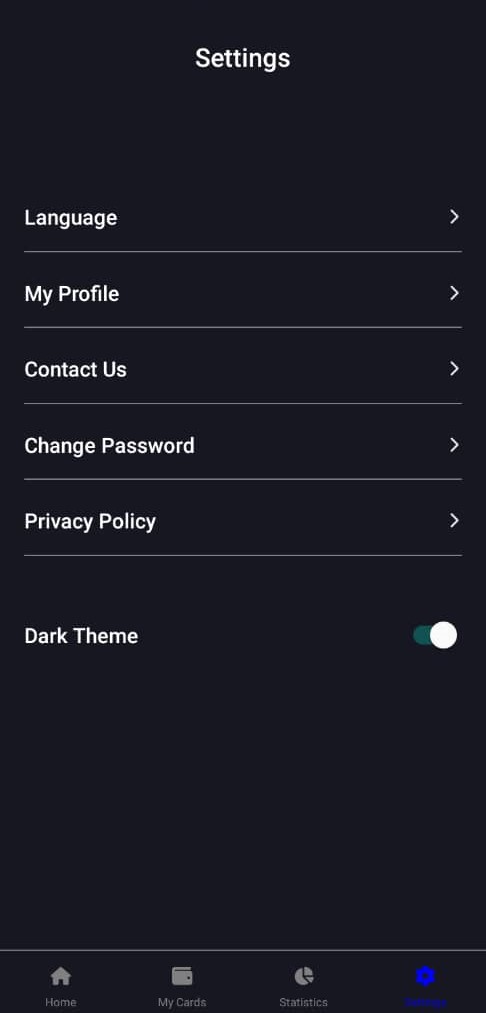 Settings
Language
My Profile
Contact Us
Change Password
Privacy Policy
Dark Theme
Home
My Cards
Statistics
Settings